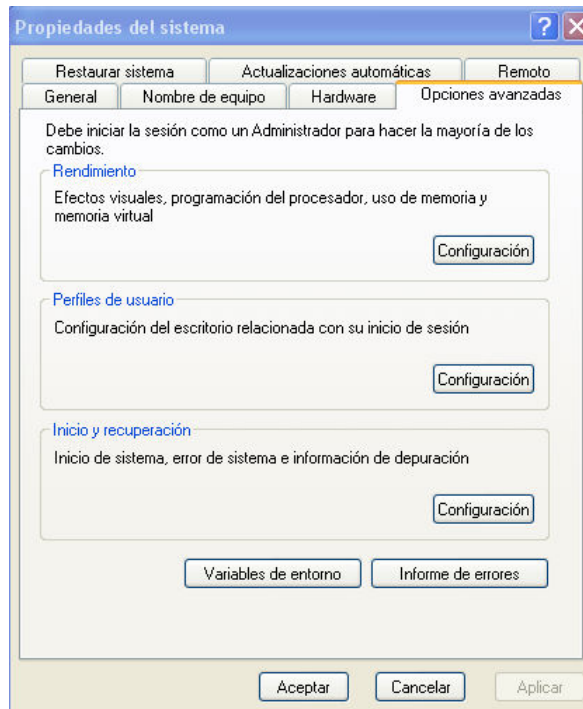 Propiedades del sistema
Restaurar sistema Actualizaciones automáticas Remoto
General Nombre de equipo Hardware Opciones avanzadas
Debe iniciar la sesión como un Administrador para hacer la mayoría de los
cambios.
Rendimiento
Efectos visuales, programación del procesador, uso de memoria y
memoria virtual
Configuración
Perfiles de usuario
Configuración del escritorio relacionada con su inicio de sesión
Configuración
Inicio y recuperación
Inicio de sistema, error de sistema e información de depuración
Configuración
Variables de entorno Informe de errores
Aceptar Cancelar Aplicar